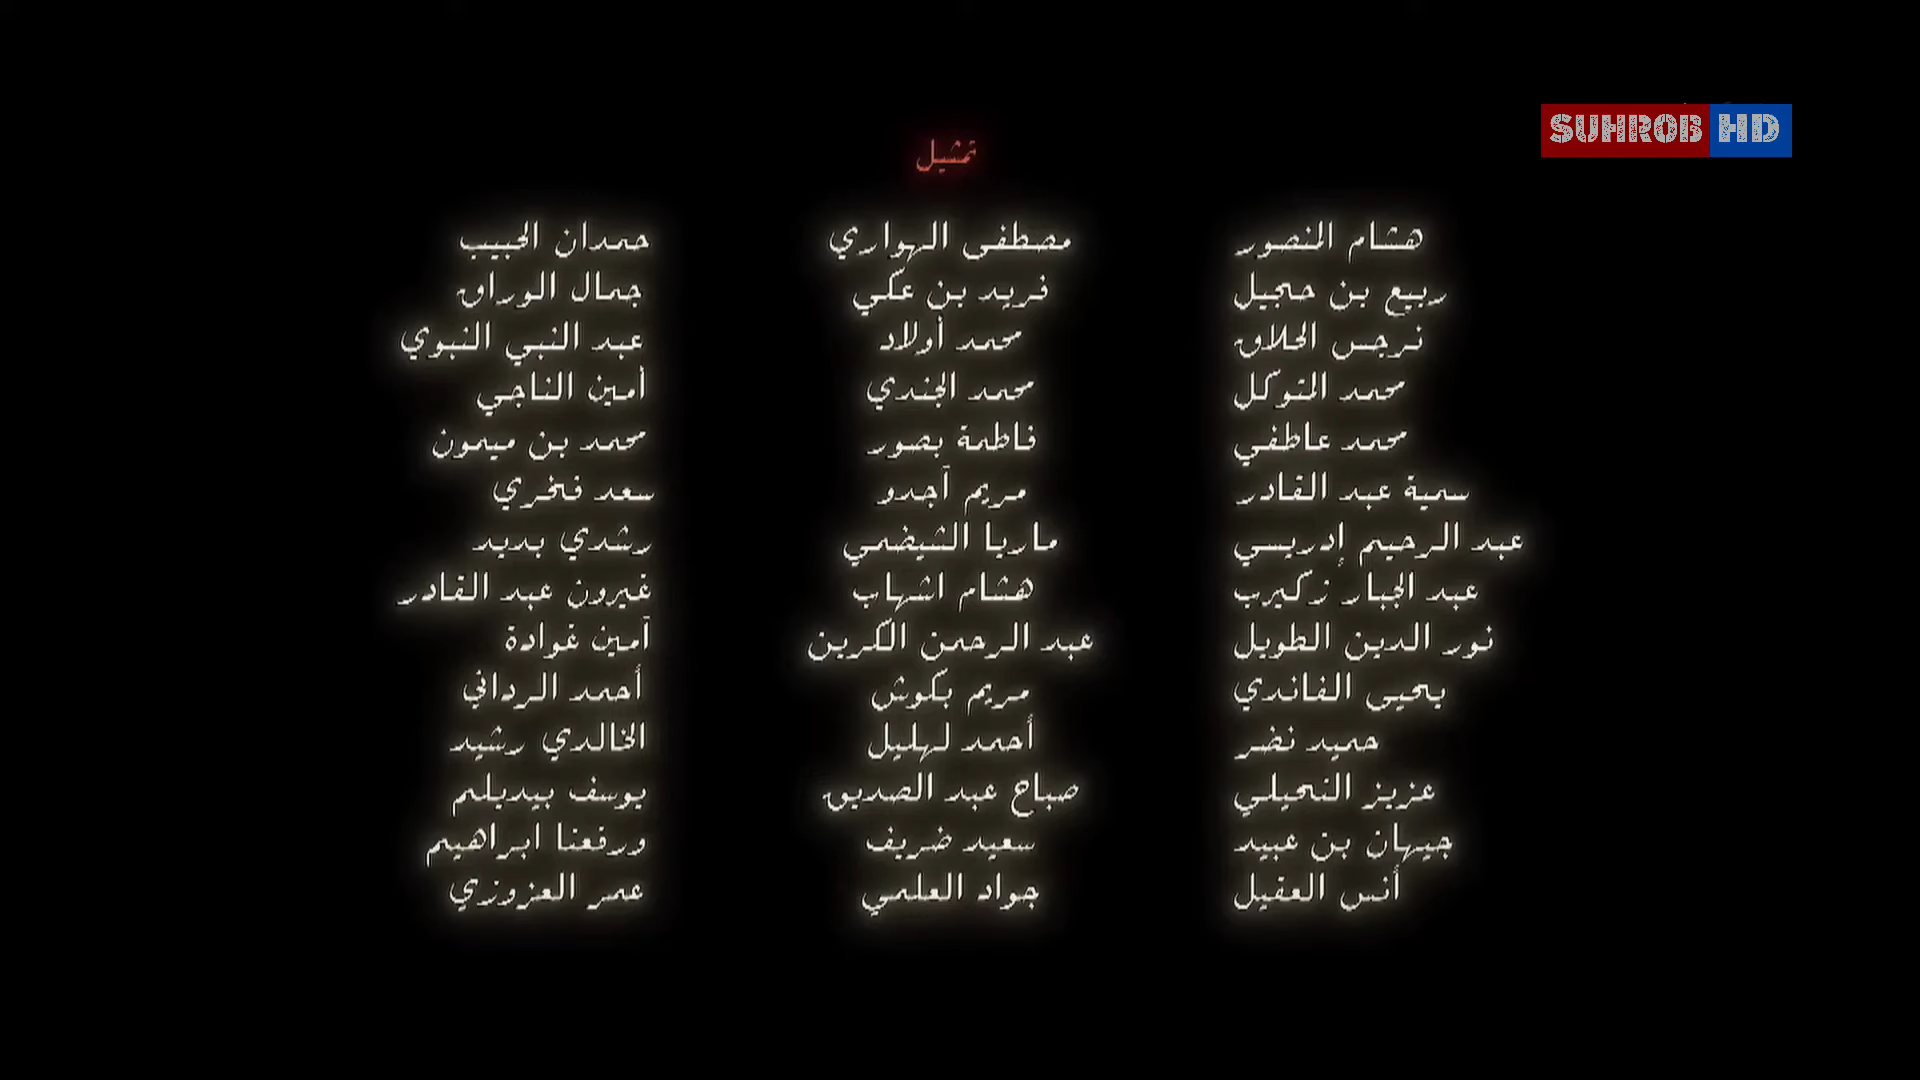 SUHROB HD
تمثيل
هشام المنصور
ربيع بن حجيل
نرجس الحلاق
محمد المتوكل
محمد عاطفي
سمية عبد القادر
عبد الرحيم إدريسي
عبد الجبار زكيرب
نور الدين الطويل
يحيى الفاندي
حميد نضر
عزيز النحيلي
جيهان بن عبيد
أنس العقيل
مصطفى الهواري
فريد بن عكي
محمد أولاد
محمد الجندي
فاطمة بصور
مريم آجدو
ماريا الشيضمي
هشام اشهاب
عبد الرحمن الكرين
مريم بكوش
أحمد لهليل
صباح عبد الصديق
سعيد ضريف
جواد العلمي
حمدان الحبيب
جمال الوراق
عبد النبي النبوي
أمين الناجي
محمد بن ميمون
سعد فخري
رشدي بديد
غيرون عبد القادر
آمين غوادة
أحمد الرداني
الخالدي رشيد
يوسف بيديلم
ورفعنا ابراهيم
عمر العزوزي